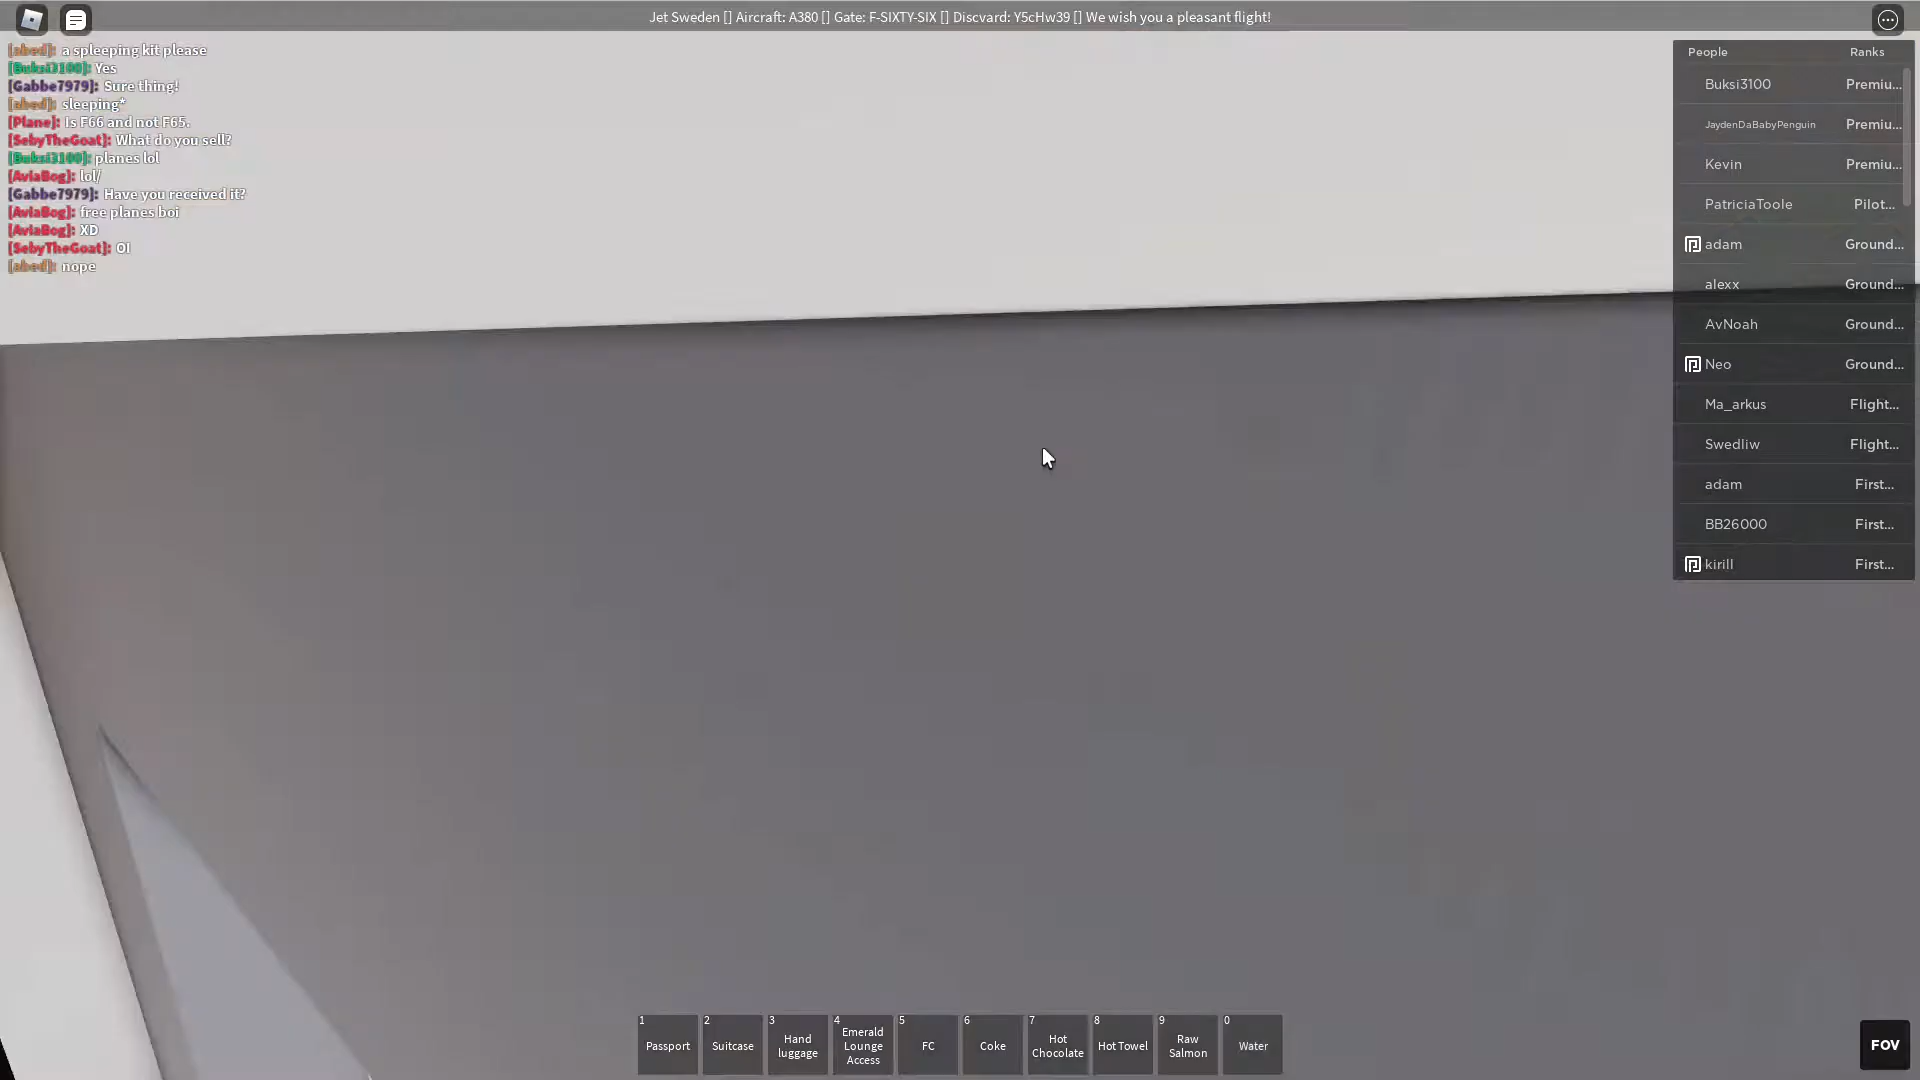 Jet Sweden [] Aircraft: A380 [] Gate: F-SIXTY-SIX [] Discvard: Y5cHw39 [] We wish you a pleasant flight!
[abed]: a spleeping kit please
[Buksi3100]: Yes
[Gabbe7979]: Sure thing!
[abed]: sleeping*
[Plane]: Is F66 and not F65.
[SebyTheGoat]: What do you sell?
[Buksi3100]: planes lol
[AviaBog]: lol/
[Gabbe7979]: Have you received it?
[AviaBog]: free planes boi
[AviaBog]: XD
[SebyTheGoat]: OI
[abed]: nope
People Ranks
Buksi3100 Premiu...
JaydenDaBabyPenguin Premiu...
Kevin Premiu...
PatriciaToole Pilot...
adam Ground...
alexx Ground...
AvNoah Ground...
Neo Ground...
Ma_arkus Flight...
Swedliw Flight...
adam First...
BB26000 First...
kirill First...
1 Passport
2 Suitcase
3 Hand
luggage
4 Emerald
Lounge
Access
5 FC
6 Coke
7 Hot
Chocolate
8 Hot Towel
9 Raw
Salmon
0 Water
FOV